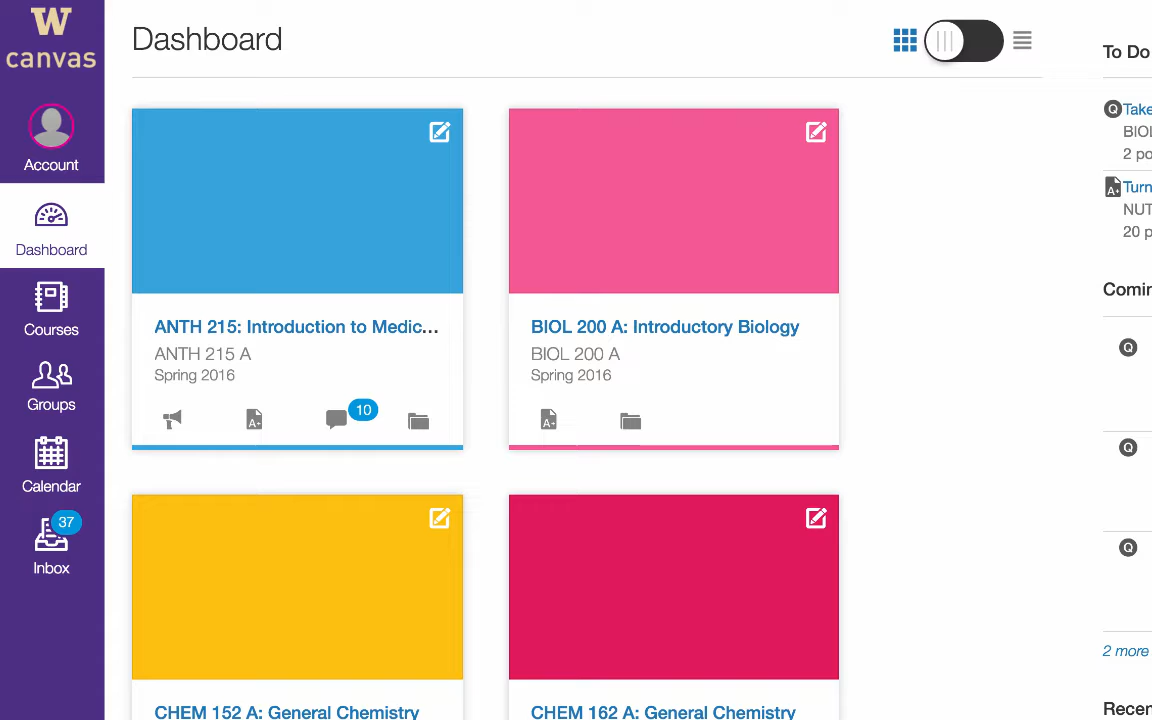 W
canvas
Account
Dashboard
Courses
Groups
Calendar
37
Inbox
Dashboard
ANTH 215: Introduction to Medic...
ANTH 215 A
Spring 2016
A+
10
BIOL 200 A: Introductory Biology
BIOL 200 A
Spring 2016
A+
CHEM 152 A: General Chemistry
CHEM 162 A: General Chemistry
To Do
Q Take
BIOL
2 po
A+ Turn
NUT
20 p
Comin
Q
Q
Q
2 more
Recen